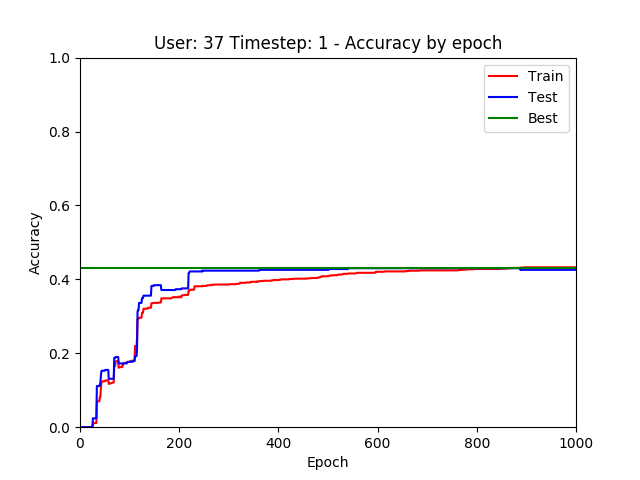 User: 37 Timestep: 1 - Accuracy by epoch
1.0
0.8
0.6
0.4
0.2
0.0
Accuracy
Train
Test
Best
0 200 400 600 800 1000
Epoch